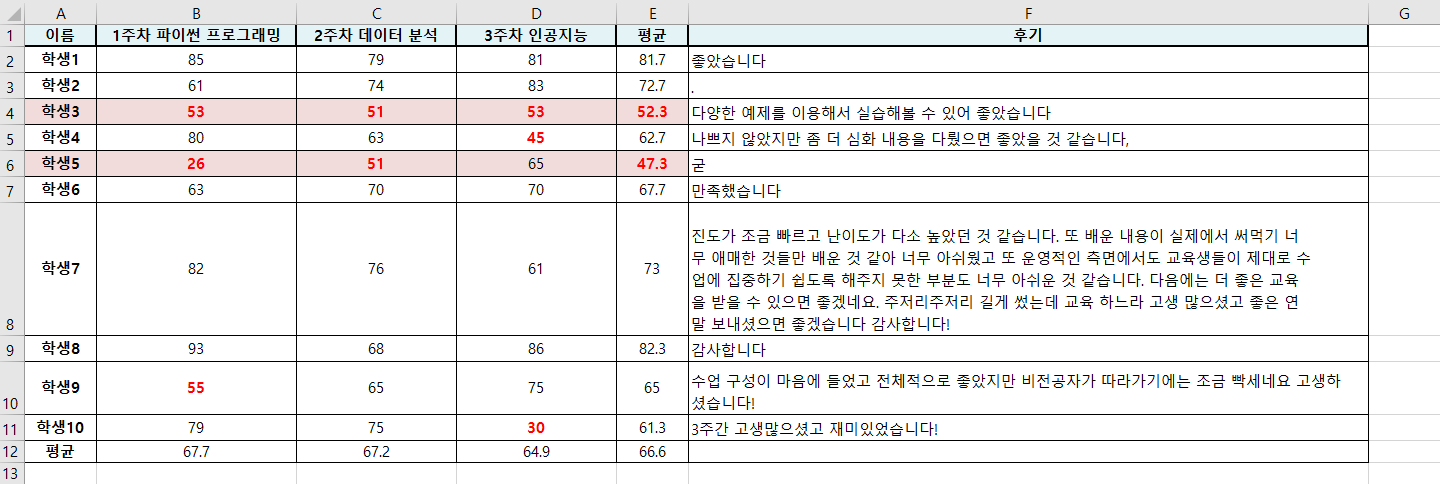 A B C D E F G
1 이름 1주차 파이썬 프로그래밍 2주차 데이터 분석 3주차 인공지능 평균 후기
2 학생1 85 79 81 81.7 좋았습니다
3 학생2 61 74 83 72.7 .
4 학생3 53 51 53 52.3 다양한 예제를 이용해서 실습해볼 수 있어 좋았습니다
5 학생4 80 63 45 62.7 나쁘지 않았지만 좀 더 심화 내용을 다뤘으면 좋았을 것 같습니다,
6 학생5 26 51 65 47.3 굳
7 학생6 63 70 70 67.7 만족했습니다
진도가 조금 빠르고 난이도가 다소 높았던 것 같습니다. 또 배운 내용이 실제에서 써먹기 너
무 애매한 것들만 배운 것 같아 너무 아쉬웠고 또 운영적인 측면에서도 교육생들이 제대로 수
8 학생7 82 76 61 73 업에 집중하기 쉽도록 해주지 못한 부분도 너무 아쉬운 것 같습니다. 다음에는 더 좋은 교육
을 받을 수 있으면 좋겠네요. 주저리주저리 길게 썼는데 교육 하느라 고생 많으셨고 좋은 연
말 보내셨으면 좋겠습니다 감사합니다!
9 학생8 93 68 86 82.3 감사합니다
10 학생9 55 65 75 65 수업 구성이 마음에 들었고 전체적으로 좋았지만 비전공자가 따라가기에는 조금 빡세네요 고생하
셨습니다!
11 학생10 79 75 30 61.3 3주간 고생많으셨고 재미있었습니다!
12 평균 67.7 67.2 64.9 66.6
13